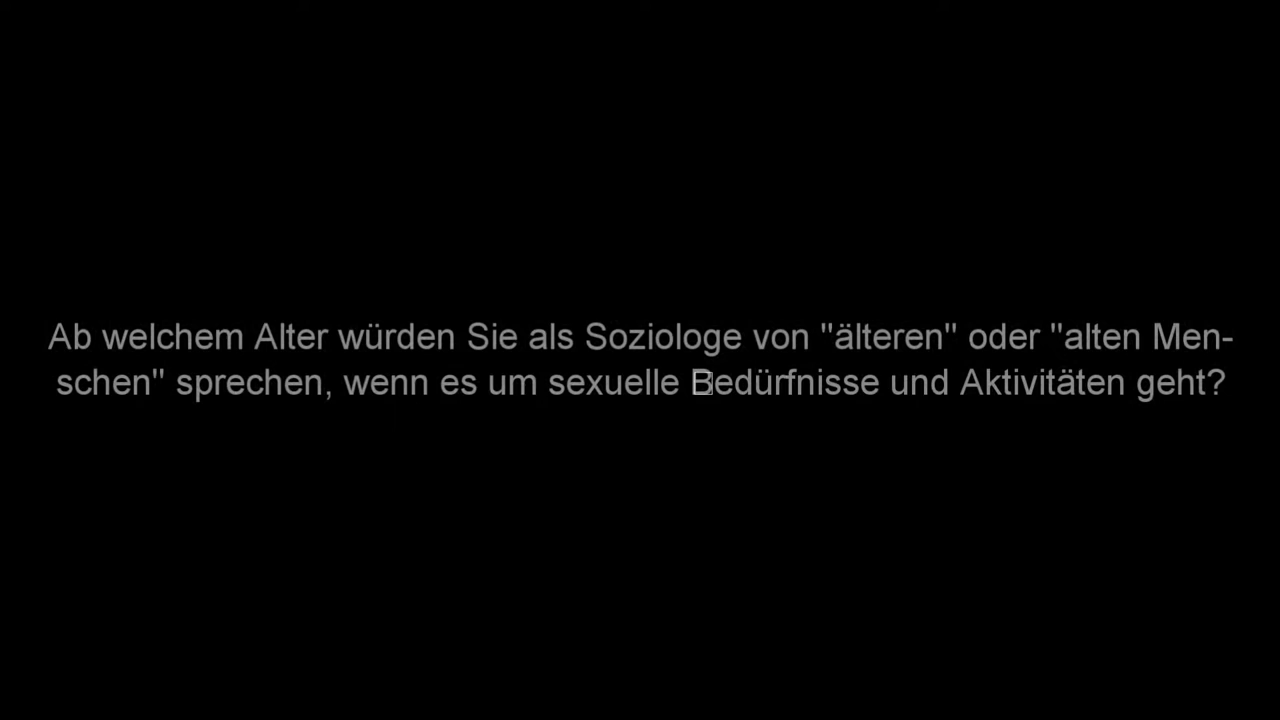 Ab welchem Alter würden Sie als Soziologe von "älteren" oder "alten Men-
schen" sprechen, wenn es um sexuelle Bedürfnisse und Aktivitäten geht?